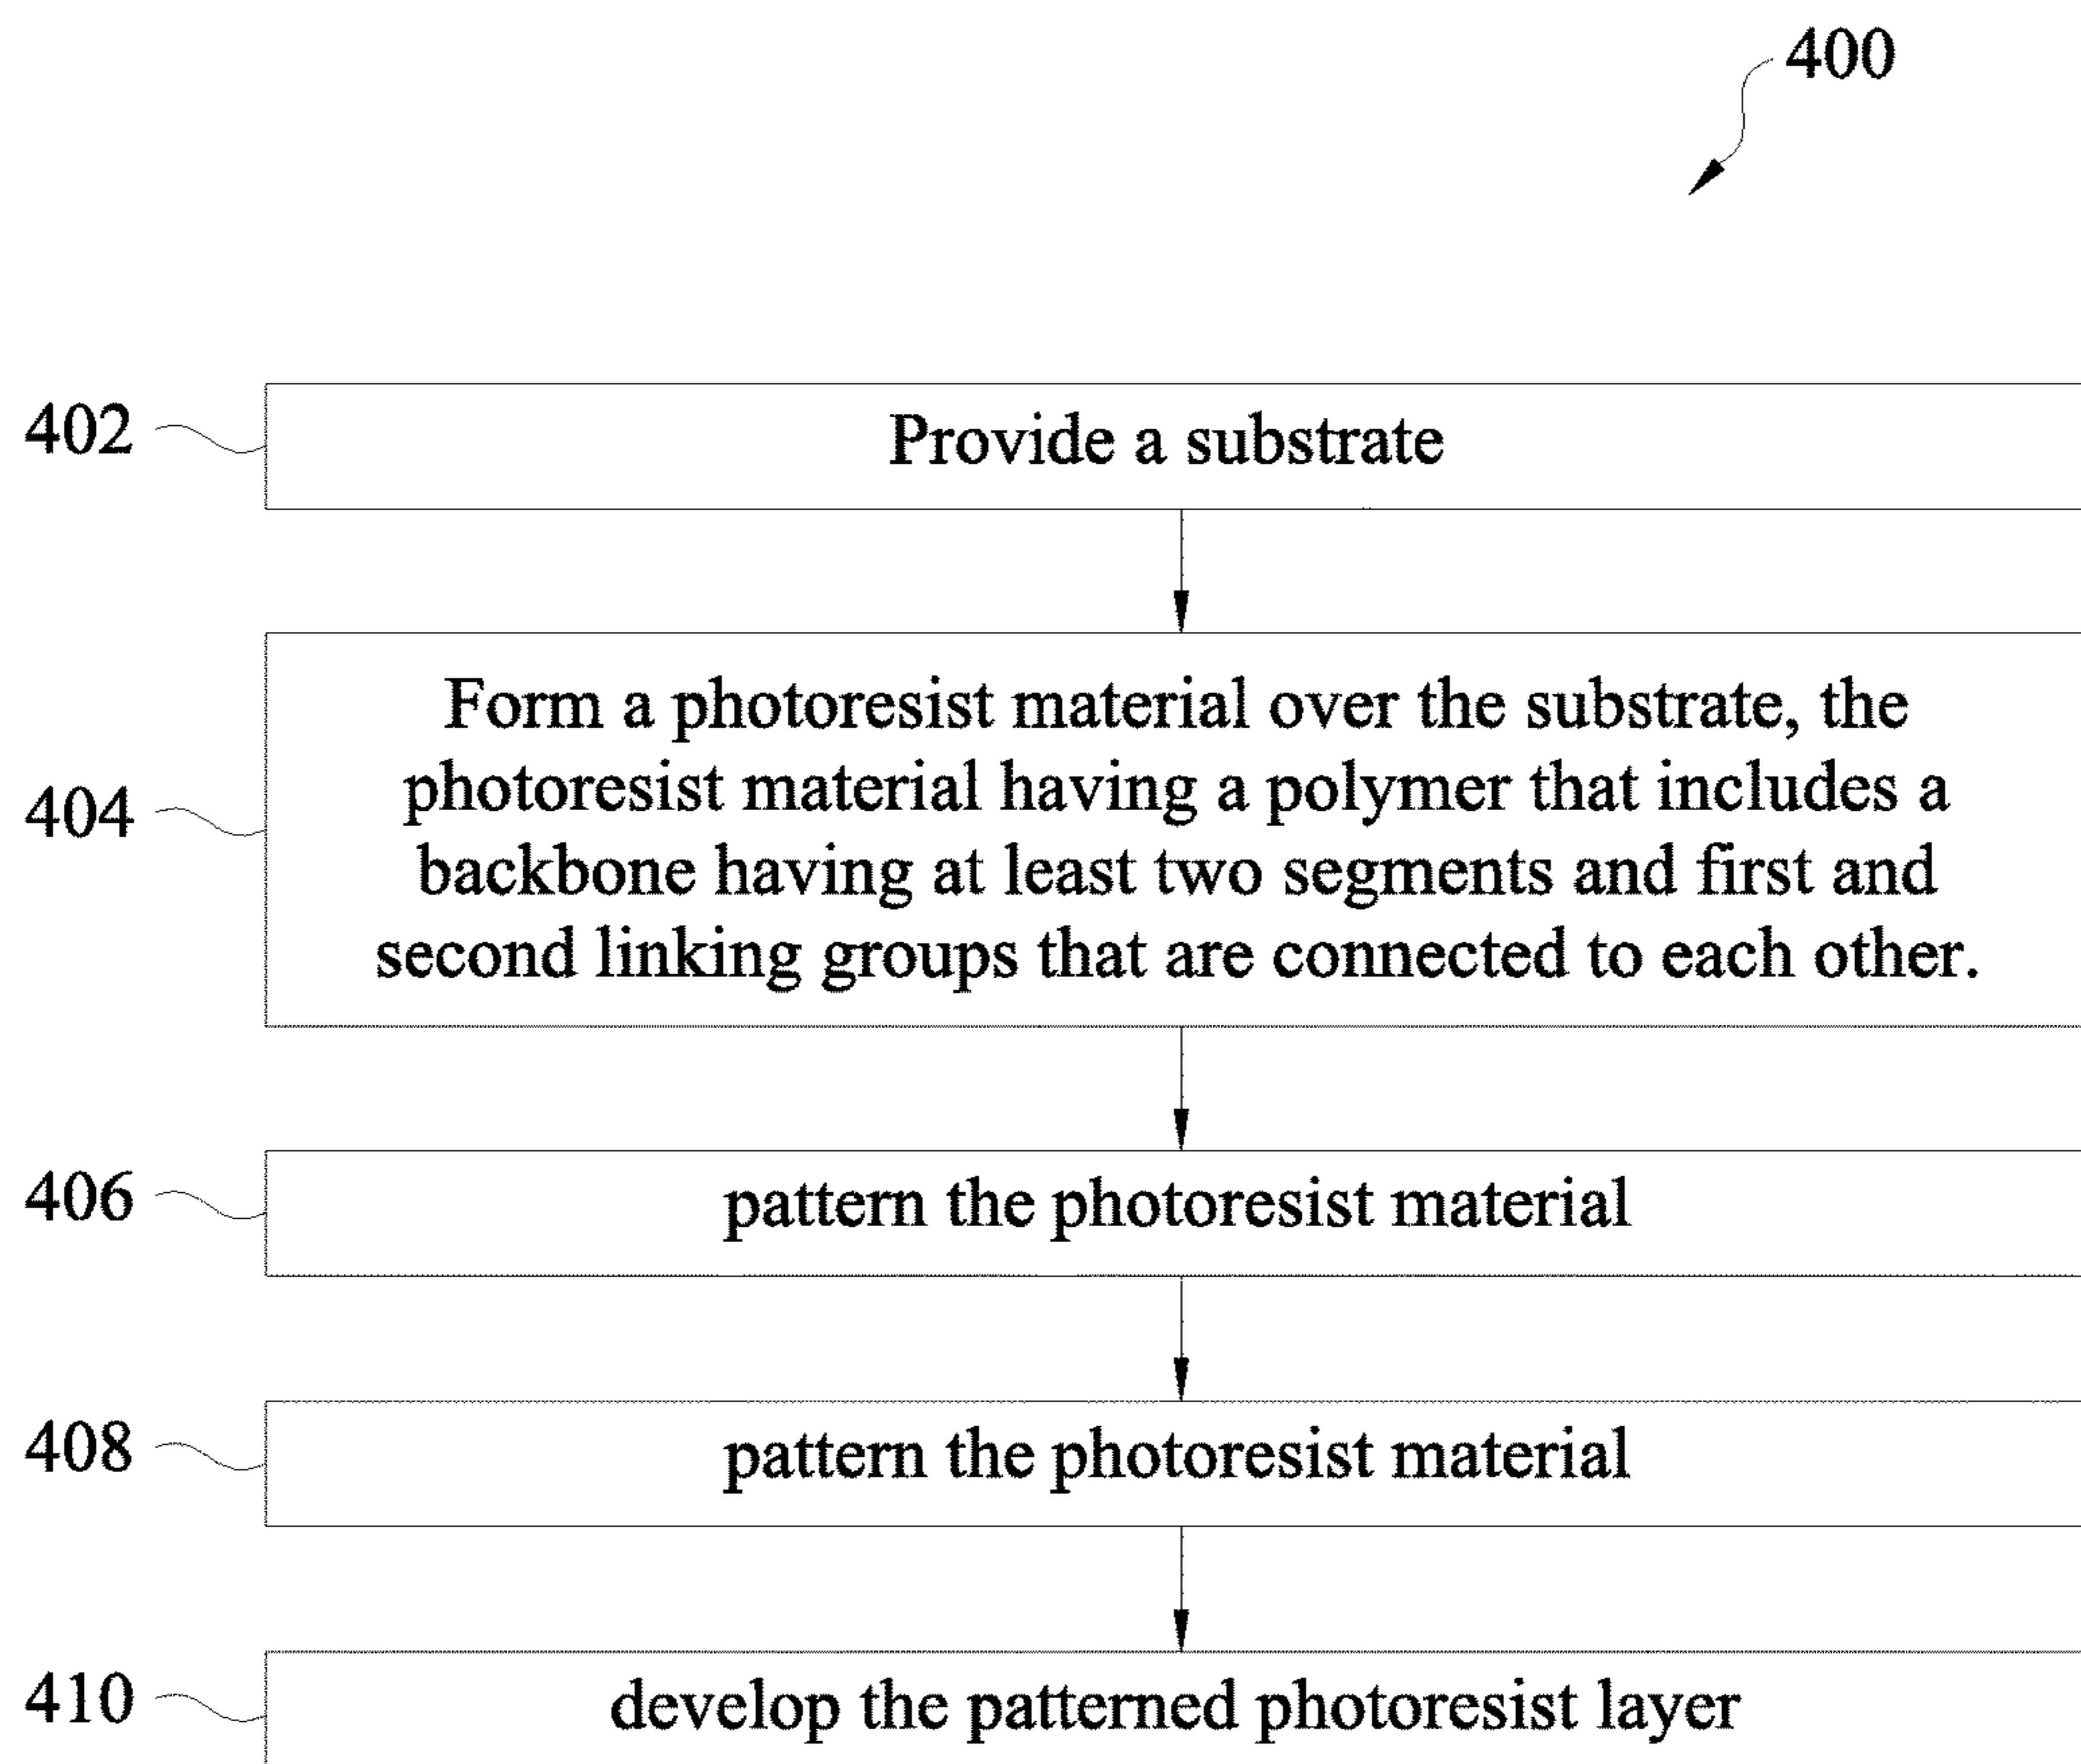 400
402
Provide a substrate
404
Form a photoresist material over the substrate, the
photoresist material having a polymer that includes a
backbone having at least two segments and first and
second linking groups that are connected to each other.
406
pattern the photoresist material
408
pattern the photoresist material
410
develop the patterned photoresist layer